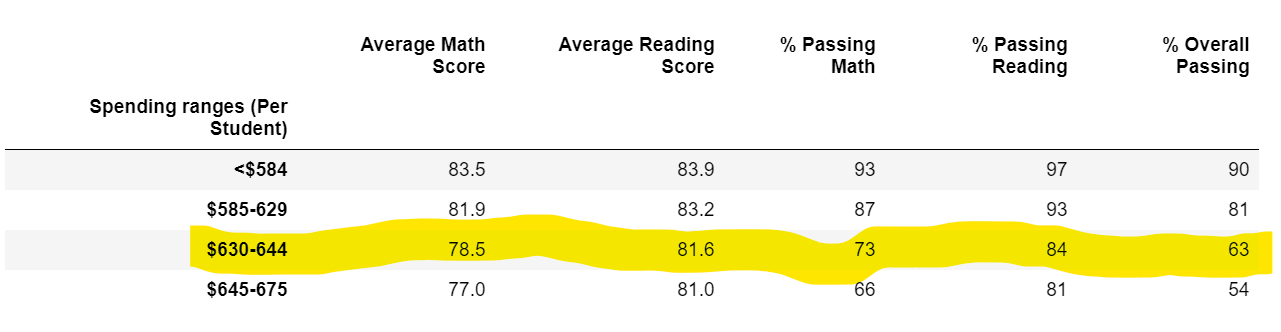 Average Math Score Average Reading Score % Passing Math % Passing Reading % Overall Passing
Spending ranges (Per Student)
<$584 83.5 83.9 93 97 90
$585-629 81.9 83.2 87 93 81
$630-644 78.5 81.6 73 84 63
$645-675 77.0 81.0 66 81 54